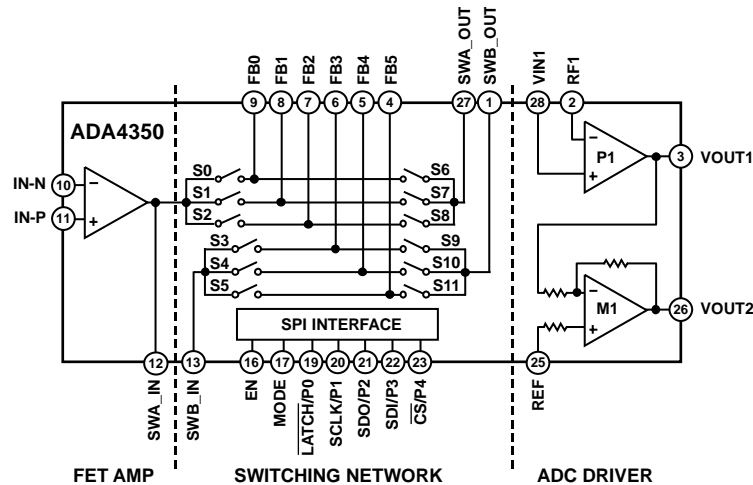 FB0
FB1
FB2
FB3
FB4
FB5
SWA_OUT
SWB_OUT
VIN1
RF1
9
8
7
6
5
4
27
1
28
2
ADA4350
IN-N
10
−
IN-P
11
+
S0
S1
S2
S3
S4
S5
S6
S7
S8
S9
S10
S11
−
P1
+
3
VOUT1
−
M1
+
26
VOUT2
SPI INTERFACE
12
13
16
17
19
20
21
22
23
25
SWA_IN
SWB_IN
EN
MODE
LATCH/P0
SCLK/P1
SDO/P2
SDI/P3
CS/P4
REF
FET AMP
SWITCHING NETWORK
ADC DRIVER